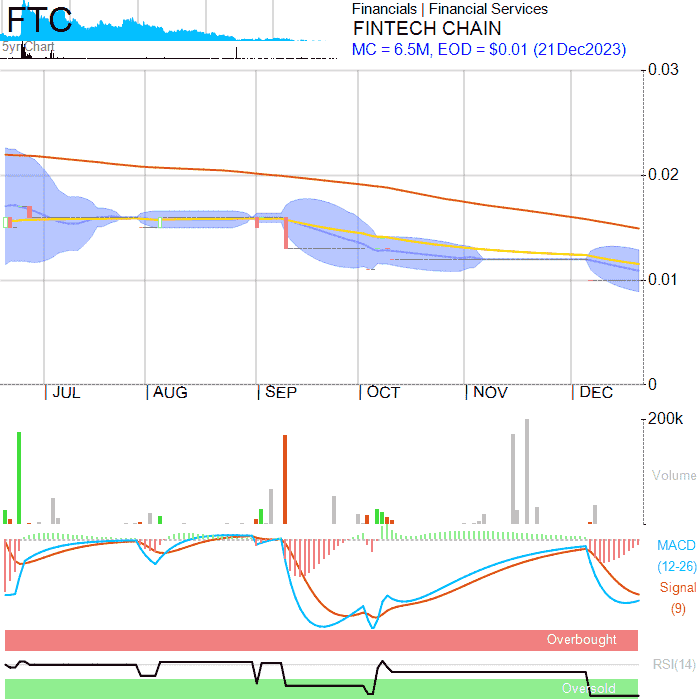 FTC
5yr Chart
Financials | Financial Services
FINTECH CHAIN
MC = 6.5M, EOD = $0.01 (21Dec2023)
0.03
0.02
0.01
0
JUL AUG SEP OCT NOV DEC
200k
Volume
MACD
(12-26)
Signal
(9)
Overbought
RSI(14)
Oversold